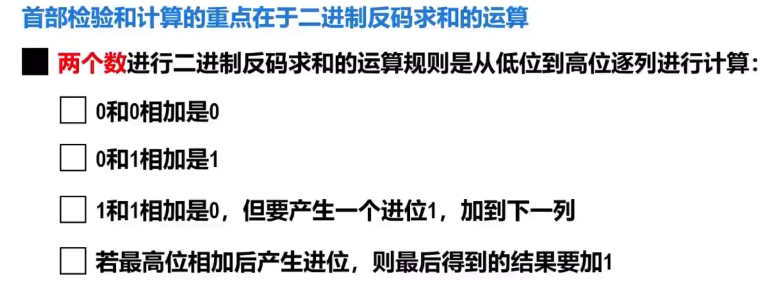 首部检验和计算的重点在于二进制反码求和的运算
两个数进行二进制反码求和的运算规则是从低位到高位逐列进行计算：
0和0相加是0
0和1相加是1
1和1相加是0，但要产生一个进位1，加到下一列
若最高位相加后产生进位，则最后得到的结果要加1